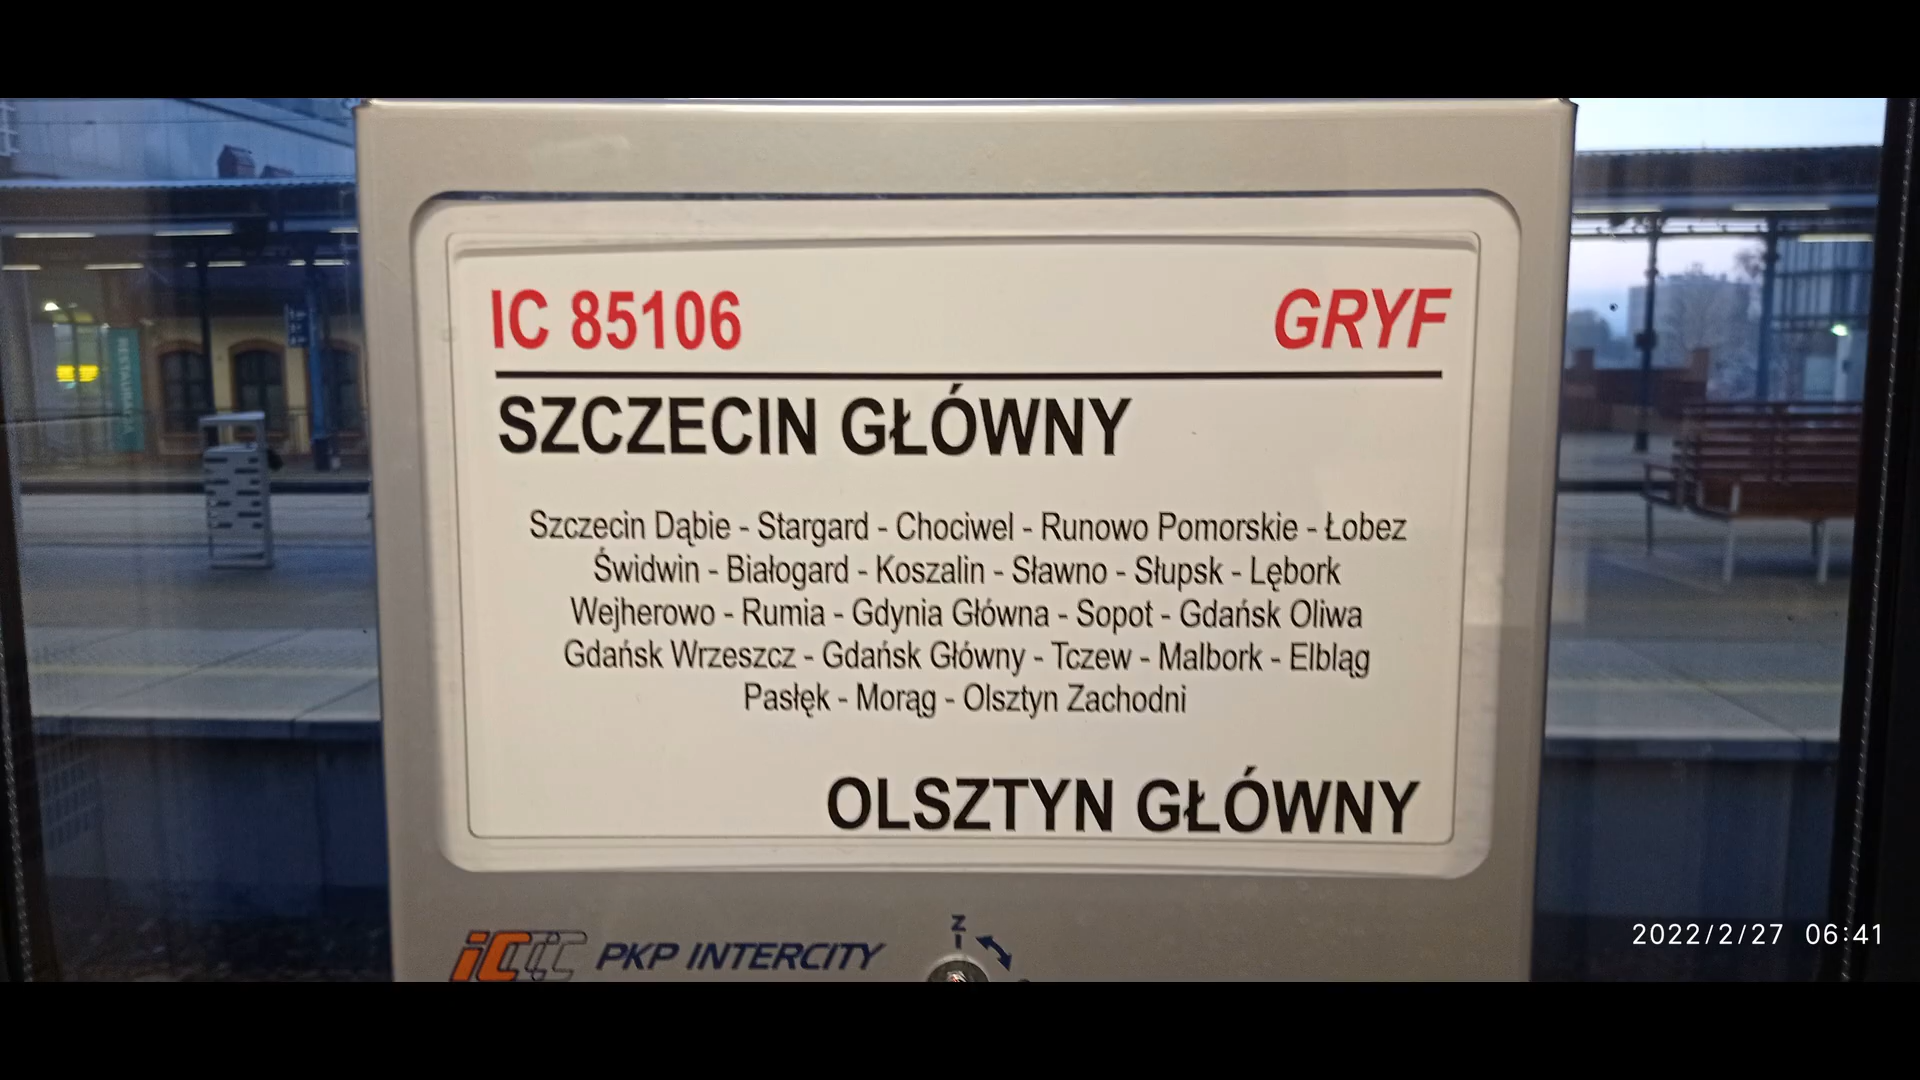 IC 85106 GRYF
SZCZECIN GŁÓWNY
Szczecin Dąbie - Stargard - Chociwel - Runowo Pomorskie - Łobez
Świdwin - Białogard - Koszalin - Sławno - Słupsk - Lębork
Wejherowo - Rumia - Gdynia Główna - Sopot - Gdańsk Oliwa
Gdańsk Wrzeszcz - Gdańsk Główny - Tczew - Malbork - Elbląg
Pasłęk - Morąg - Olsztyn Zachodni
OLSZTYN GŁÓWNY
RESTAURACJA
Z
PKP INTERCITY
2022/2/27 06:41